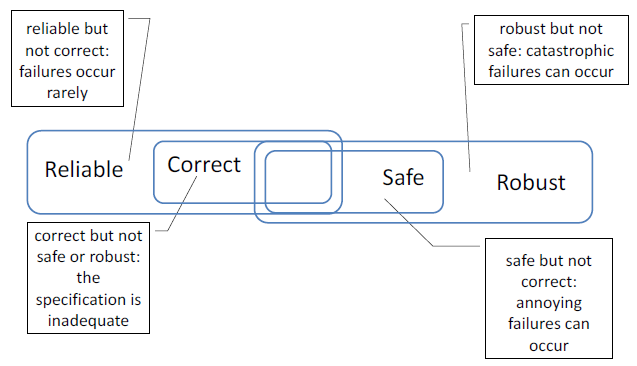 reliable but
not correct:
failures occur
rarely
robust but not
safe: catastrophic
failures can occur
Reliable
Correct
Safe
Robust
correct but not
safe or robust:
the
specification is
inadequate
safe but not
correct:
annoying
failures can
occur